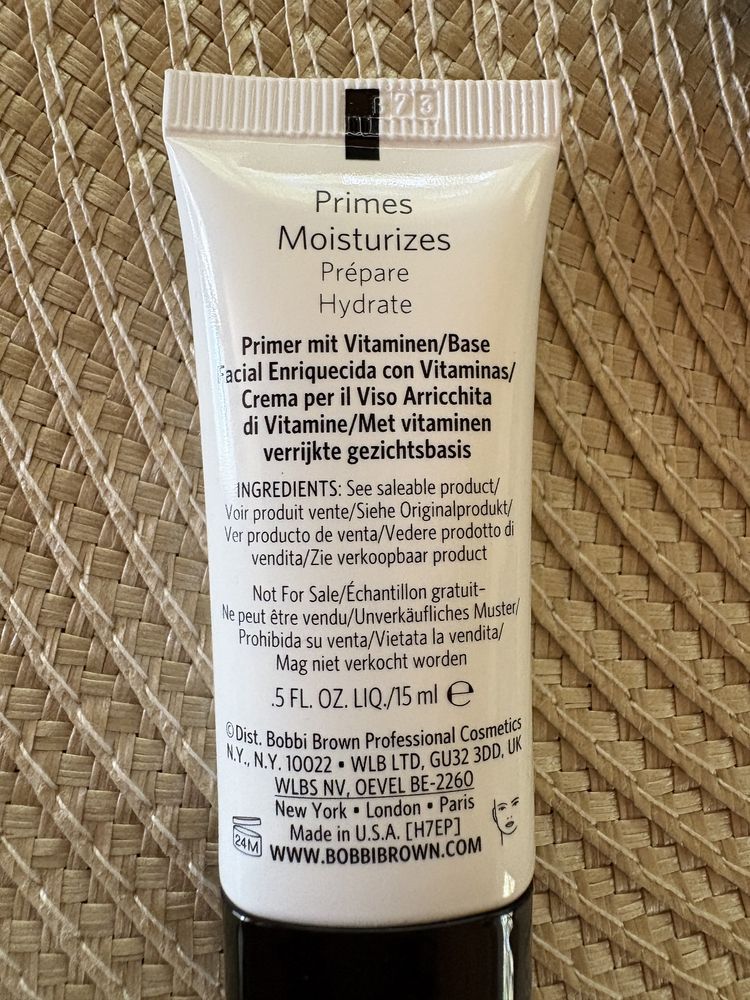 673
Primes
Moisturizes
Prépare
Hydrate
Primer mit Vitaminen/Base
Facial Enriquecida con Vitaminas/
Crema per il Viso Arricchita
di Vitamine/Met vitaminen
verrijkte gezichtsbasis
INGREDIENTS: See saleable product/
Voir produit vente/Siehe Originalprodukt/
Ver producto de venta/Vedere prodotto di
vendita/Zie verkoopbaar product
Not For Sale/Échantillon gratuit-
Ne peut être vendu/Unverkäufliches Muster/
Prohibida su venta/Vietata la vendita/
Mag niet verkocht worden
.5 FL. OZ. LIQ./15 ml ℮
©Dist. Bobbi Brown Professional Cosmetics
N.Y., N.Y. 10022 • WLB LTD, GU32 3DD, UK
WLBS NV, OEVEL BE-2260
New York • London • Paris
Made in U.S.A. [H7EP]
24M
WWW.BOBBIBROWN.COM